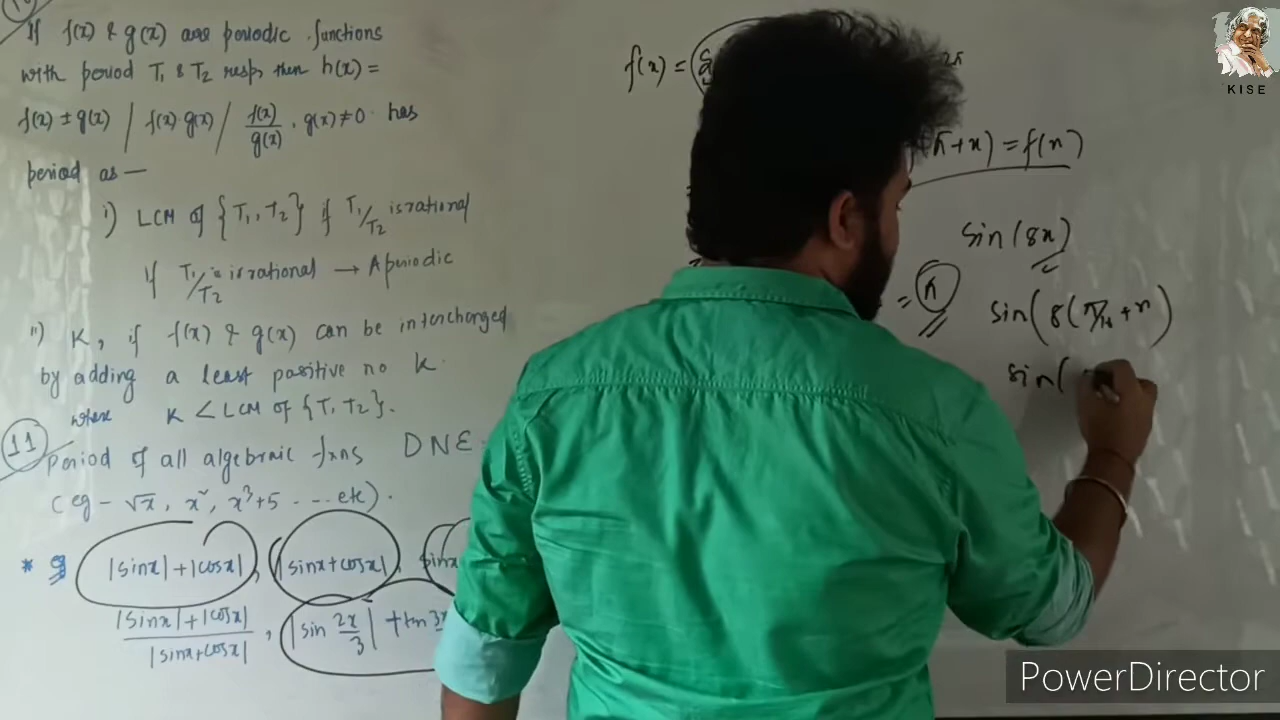 10
If f(x) & g(x) are periodic functions
with period T₁ & T₂ resp, then h(x) =
f(x) ± g(x) / f(x) g(x) / f(x)/g(x), g(x)≠0 has
period as —
i) LCM of {T₁, T₂} if T₁/T₂ is rational
if T₁/T₂ is irrational → Aperiodic
ii) K, if f(x) & g(x) can be interchanged
by adding a least positive no k.
where K < LCM of {T₁, T₂}.
11
Period of all algebraic fxns DNE
(eg – √x, x², x³+5 - - - etc).
* eg |sinx|+|cosx|, |sinx+cosx|, sinx
|sinx|+|cosx| / |sinx+cosx|, |sin 2x/3| + tan 3x
f(x) =
π+x) = f(x)
sin(8x)
= π
sin(8(π/16 + x)
sin(
KISE
PowerDirector